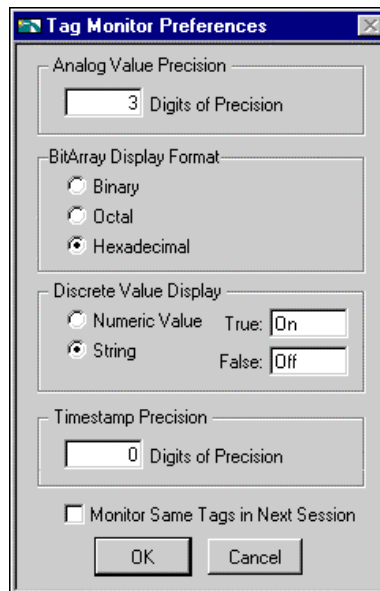 Tag Monitor Preferences
Analog Value Precision
3 Digits of Precision
BitArray Display Format
Binary
Octal
Hexadecimal
Discrete Value Display
Numeric Value True: On
String False: Off
Timestamp Precision
0 Digits of Precision
Monitor Same Tags in Next Session
OK Cancel